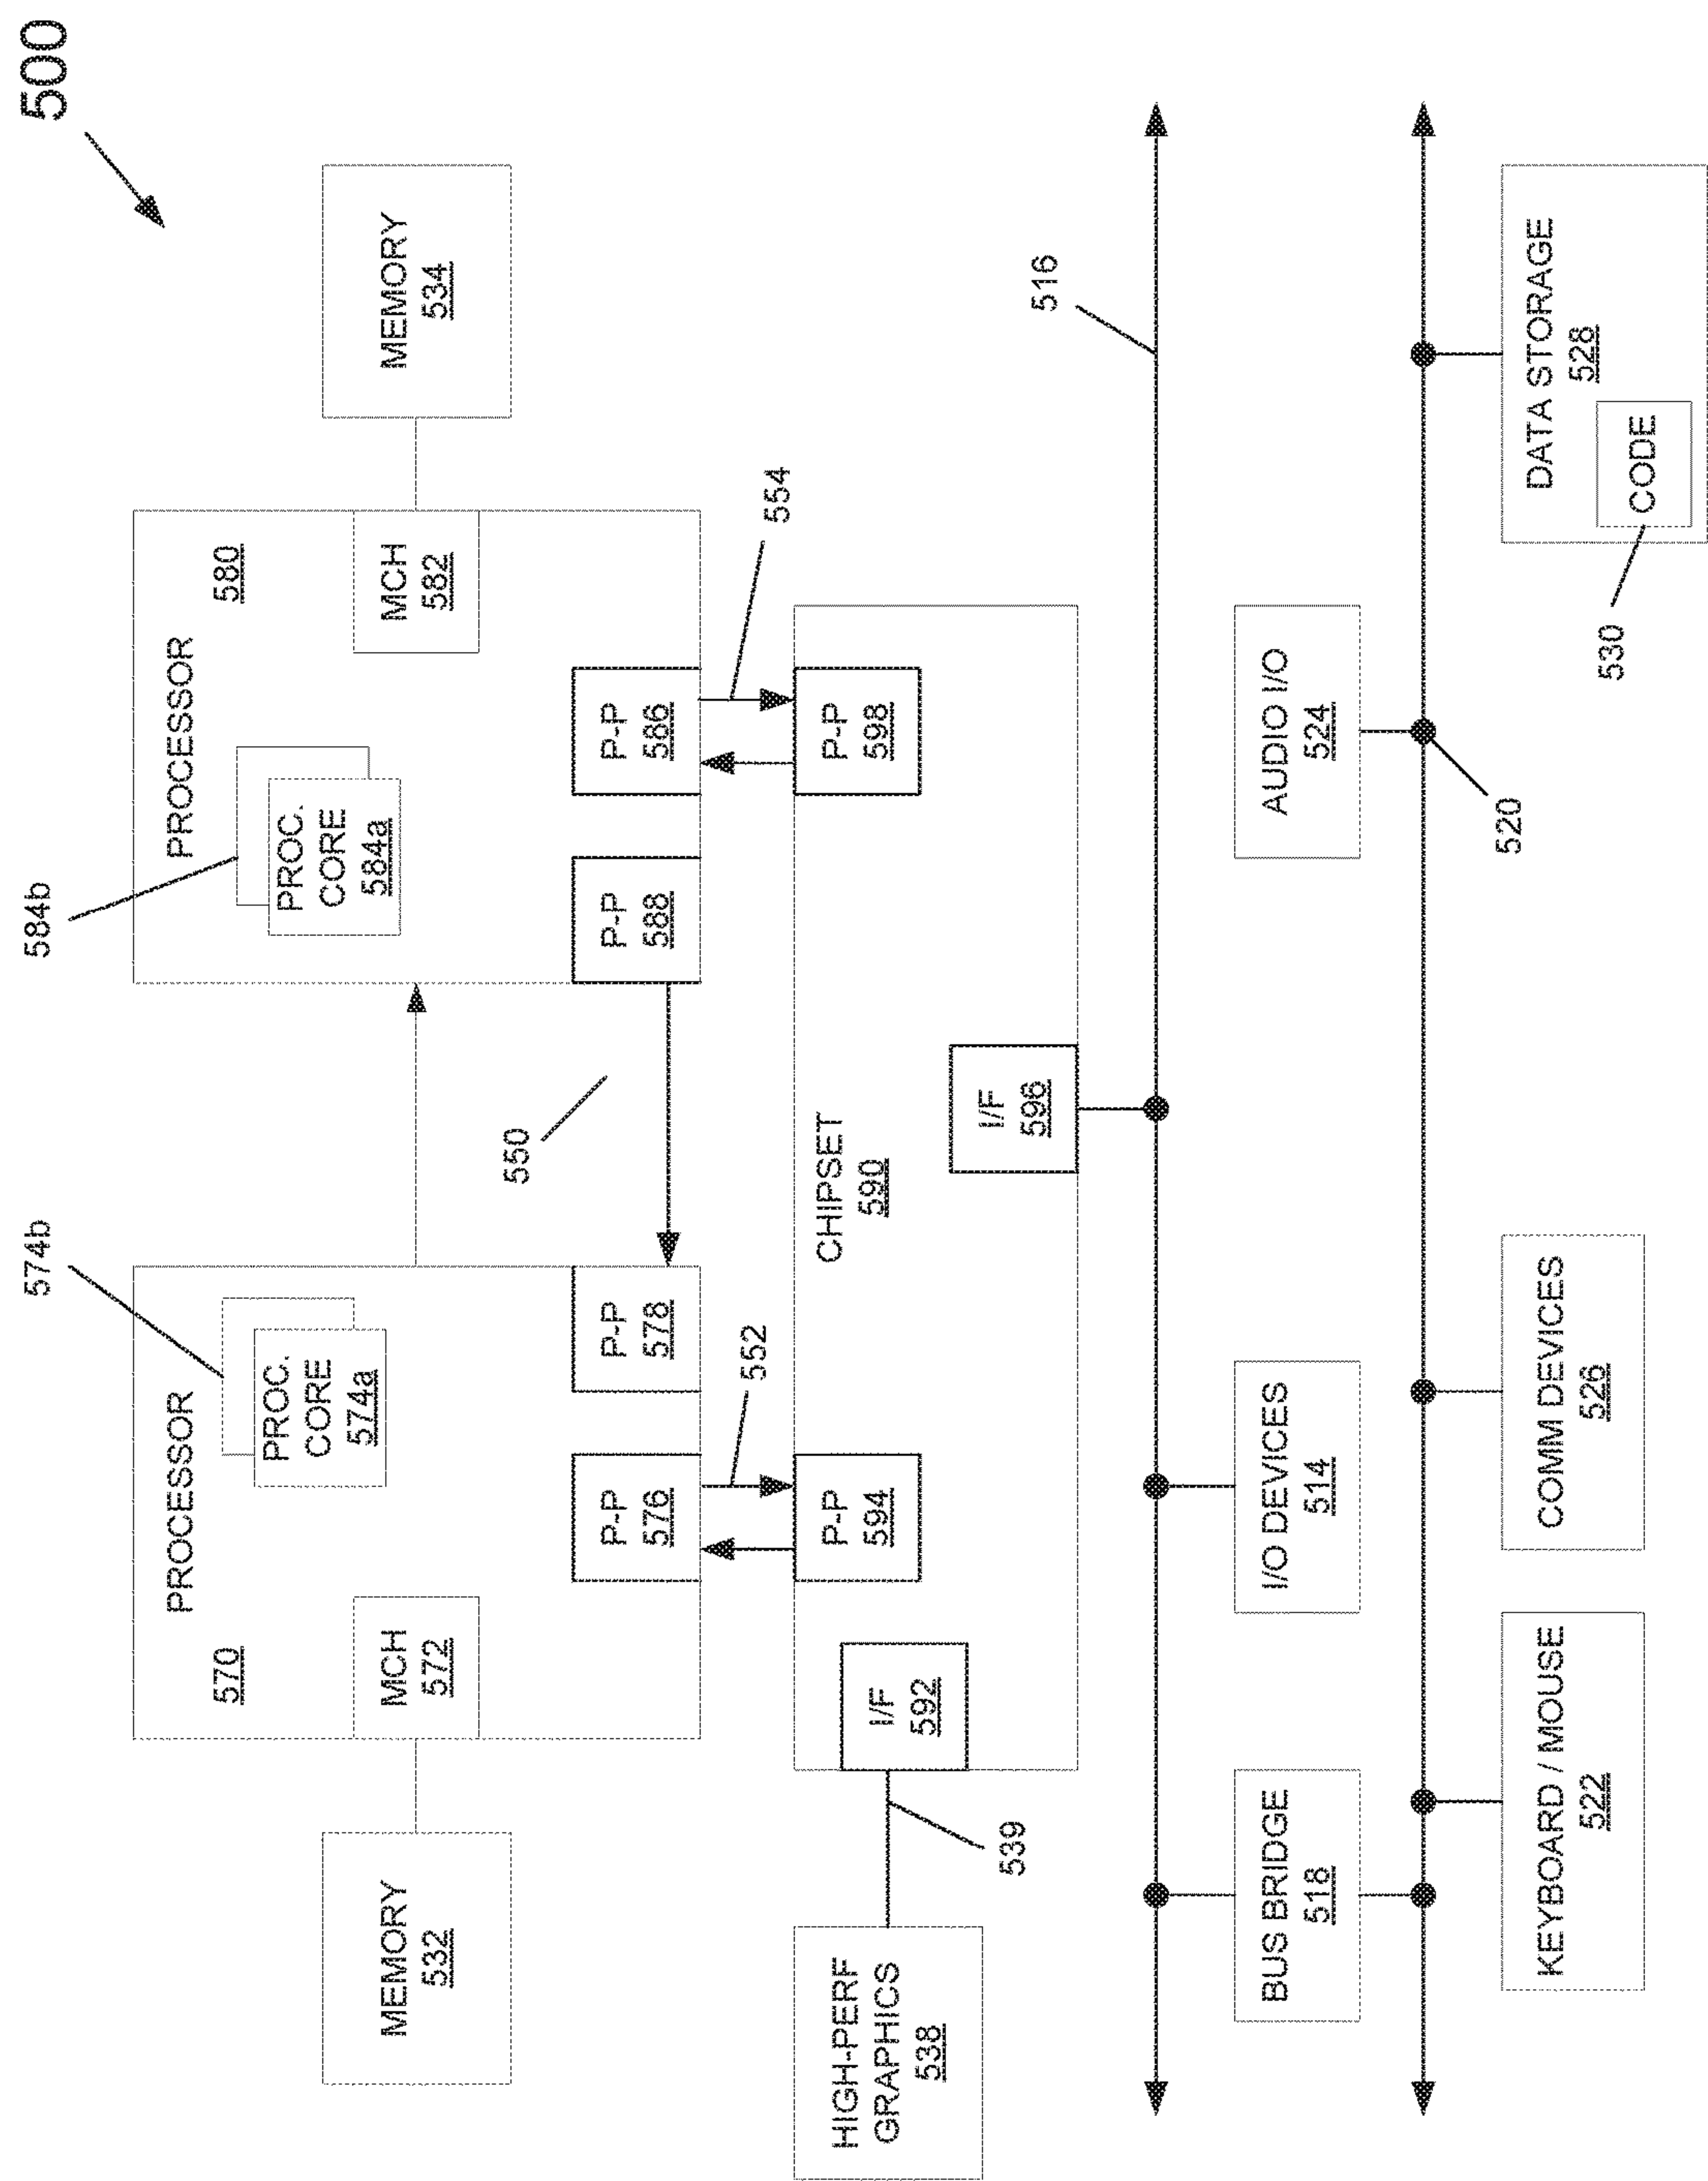 500
574b
584b
PROCESSOR
570
PROC.
CORE
574a
PROCESSOR
580
PROC.
CORE
584a
MEMORY
532
MCH
572
MCH
582
MEMORY
534
550
P-P
576
P-P
578
P-P
588
P-P
586
552
554
HIGH-PERF
GRAPHICS
538
539
I/F
592
P-P
594
CHIPSET
590
P-P
598
I/F
596
516
BUS BRIDGE
518
I/O DEVICES
514
AUDIO I/O
524
520
KEYBOARD / MOUSE
522
COMM DEVICES
526
DATA STORAGE
528
CODE
530